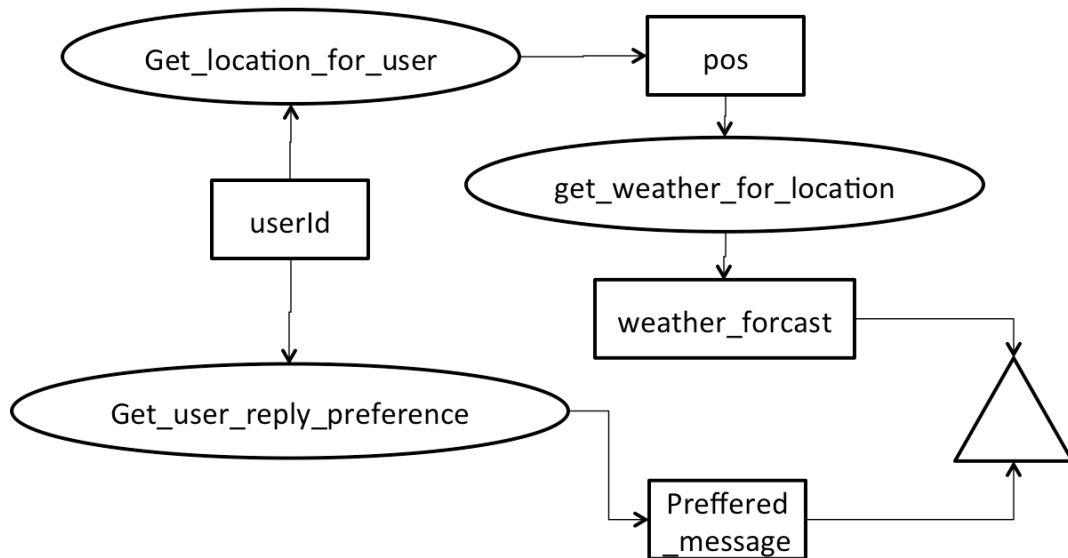 Get_location_for_user
pos
get_weather_for_location
userId
weather_forcast
Get_user_reply_preference
Preffered
_message